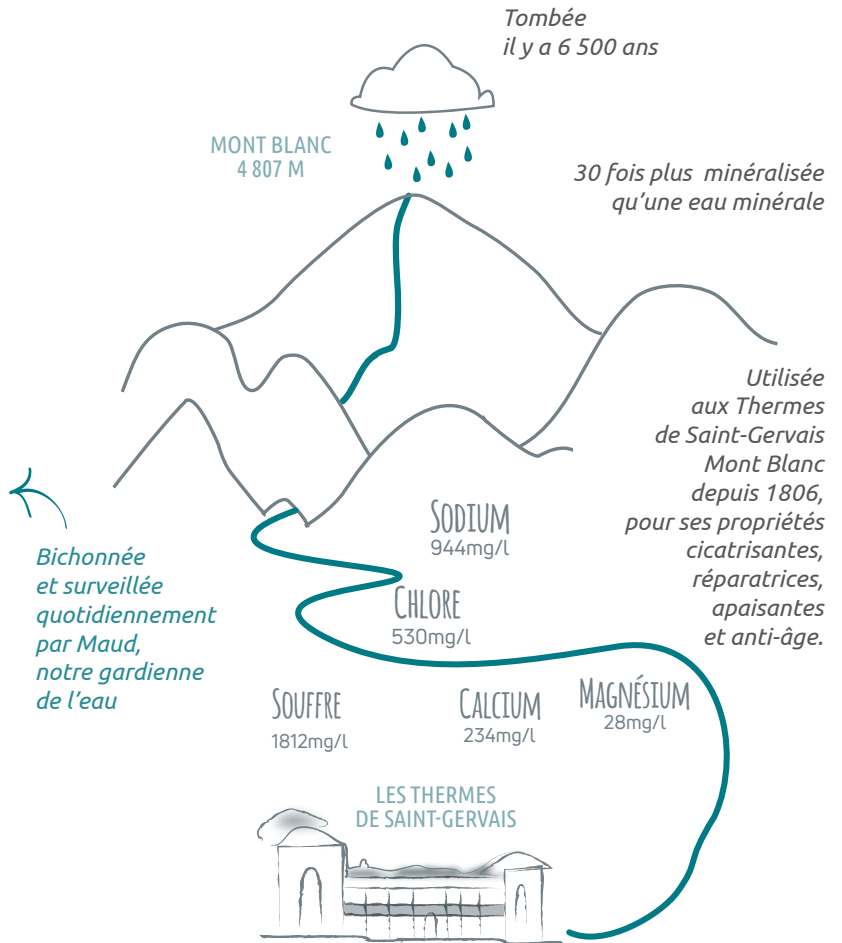 Tombée
il y a 6 500 ans
MONT BLANC
4 807 M
30 fois plus minéralisée
qu’une eau minérale
Utilisée
aux Thermes
de Saint-Gervais
Mont Blanc
depuis 1806,
pour ses propriétés
cicatrisantes,
réparatrices,
apaisantes
et anti-âge.
Bichonnée
et surveillée
quotidiennement
par Maud,
notre gardienne
de l’eau
SODIUM
944mg/l
CHLORE
530mg/l
SOUFFRE
1812mg/l
CALCIUM
234mg/l
MAGNÉSIUM
28mg/l
LES THERMES
DE SAINT-GERVAIS